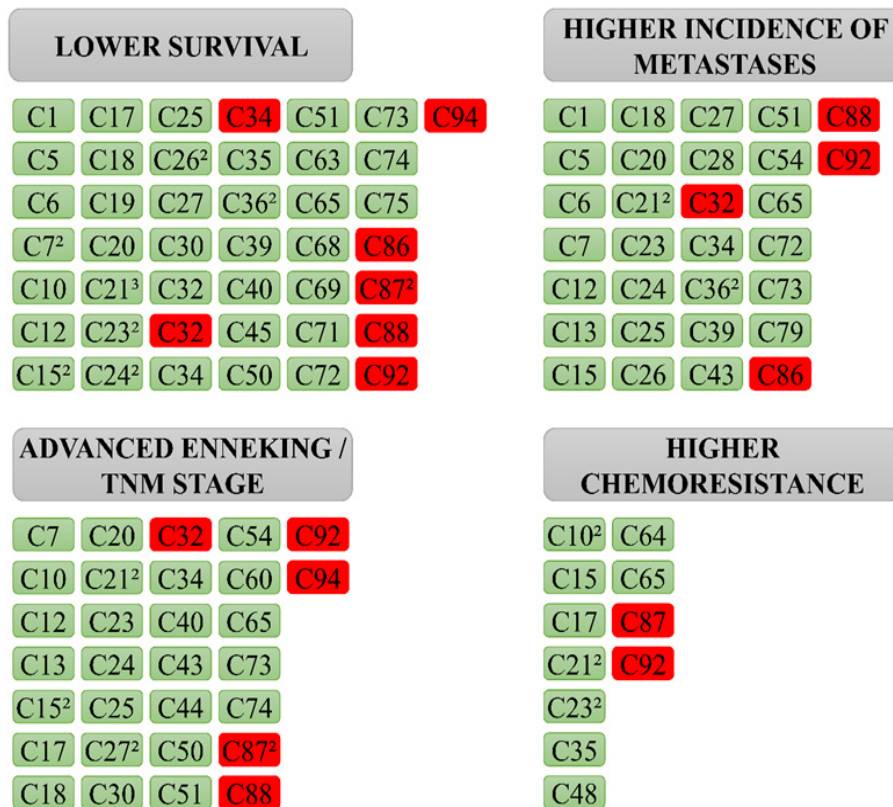 LOWER SURVIVAL
C1 C17 C25 C34 C51 C73 C94
C5 C18 C26² C35 C63 C74
C6 C19 C27 C36² C65 C75
C7² C20 C30 C39 C68 C86
C10 C21³ C32 C40 C69 C87²
C12 C23² C32 C45 C71 C88
C15² C24² C34 C50 C72 C92
HIGHER INCIDENCE OF
METASTASES
C1 C18 C27 C51 C88
C5 C20 C28 C54 C92
C6 C21² C32 C65
C7 C23 C34 C72
C12 C24 C36² C73
C13 C25 C39 C79
C15 C26 C43 C86
ADVANCED ENNEKING /
TNM STAGE
C7 C20 C32 C54 C92
C10 C21² C34 C60 C94
C12 C23 C40 C65
C13 C24 C43 C73
C15² C25 C44 C74
C17 C27² C50 C87²
C18 C30 C51 C88
HIGHER
CHEMORESISTANCE
C10² C64
C15 C65
C17 C87
C21² C92
C23²
C35
C48